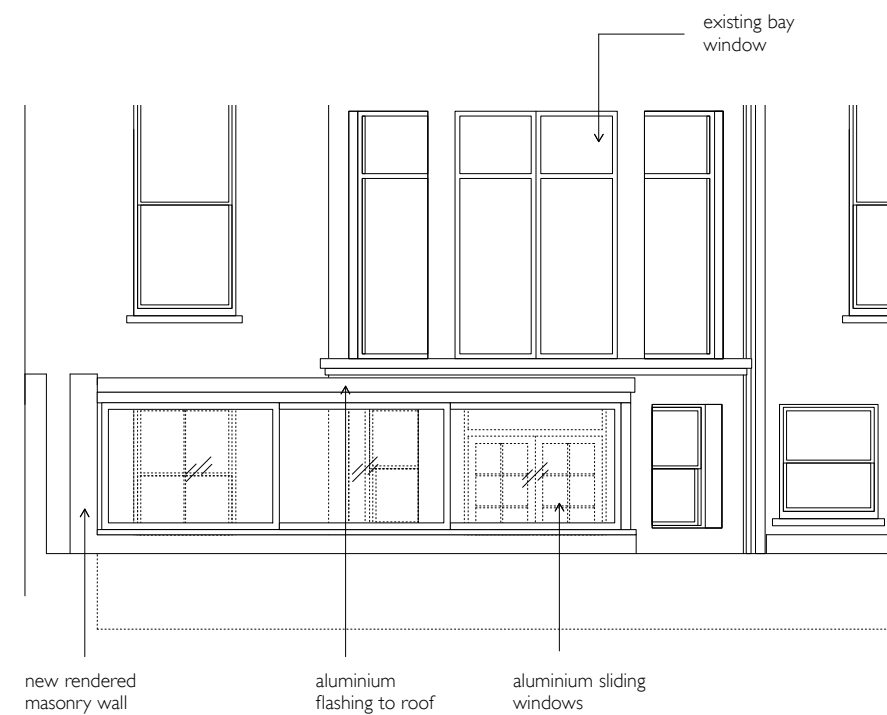 existing bay
window
new rendered
masonry wall
aluminium
flashing to roof
aluminium sliding
windows